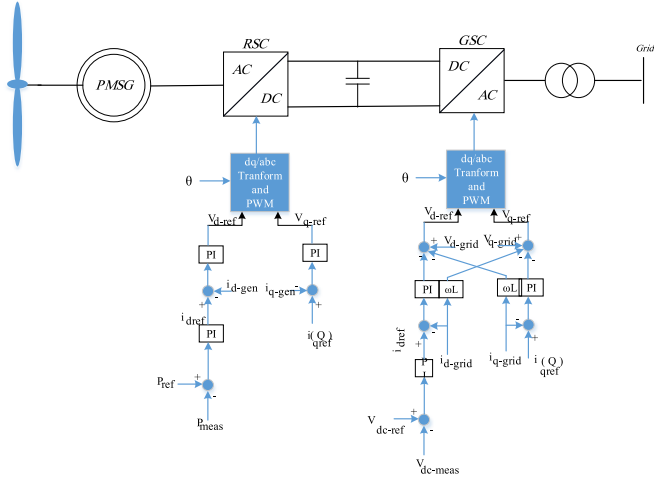 RSC
GSC
Grid
PMSG
AC
DC
DC
AC
dq/abc
Tranform
and
PWM
θ
dq/abc
Tranform
and
PWM
θ
Vd-ref
Vq-ref
Vd-ref
Vq-ref
+
Vd-grid
Vq-grid
+
-
-
-
-
PI
PI
PI
ωL
ωL
PI
id-gen
iq-gen
-
-
+
+
idref
i(Q)
qref
PI
-
-
+
+
idref
id-grid
iq-grid
i(Q)
qref
PI
Pref
+
-
Pmeas
V
dc-ref
+
-
Vdc-meas